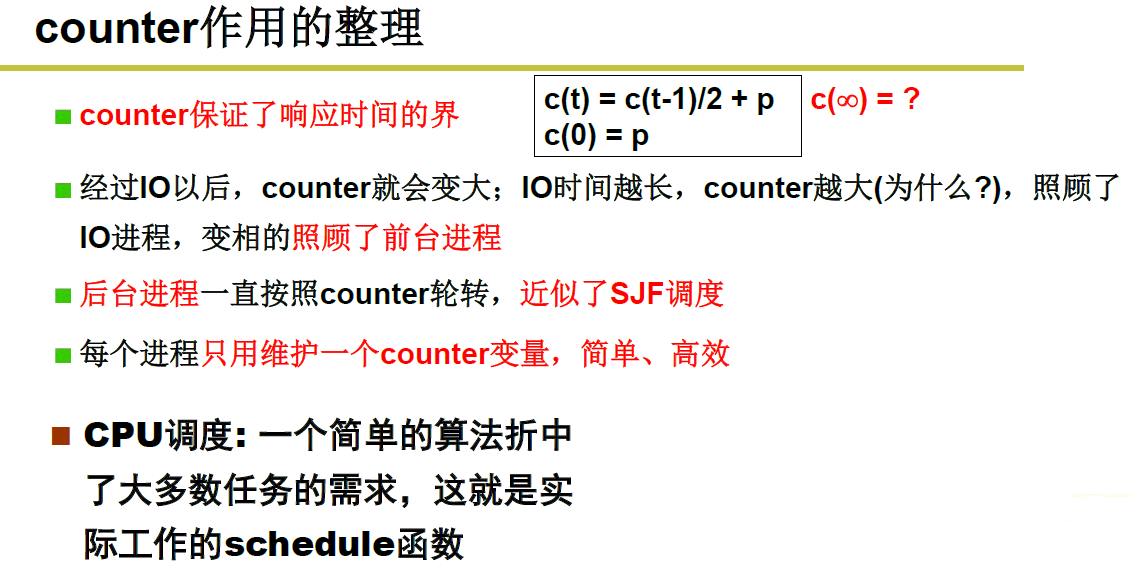 counter作用的整理
counter保证了响应时间的界
c(t) = c(t-1)/2 + p
c(0) = p
c(∞) = ?
经过IO以后，counter就会变大；IO时间越长，counter越大(为什么?)，照顾了
IO进程，变相的照顾了前台进程
后台进程一直按照counter轮转，近似了SJF调度
每个进程只用维护一个counter变量，简单、高效
CPU调度: 一个简单的算法折中
了大多数任务的需求，这就是实
际工作的schedule函数